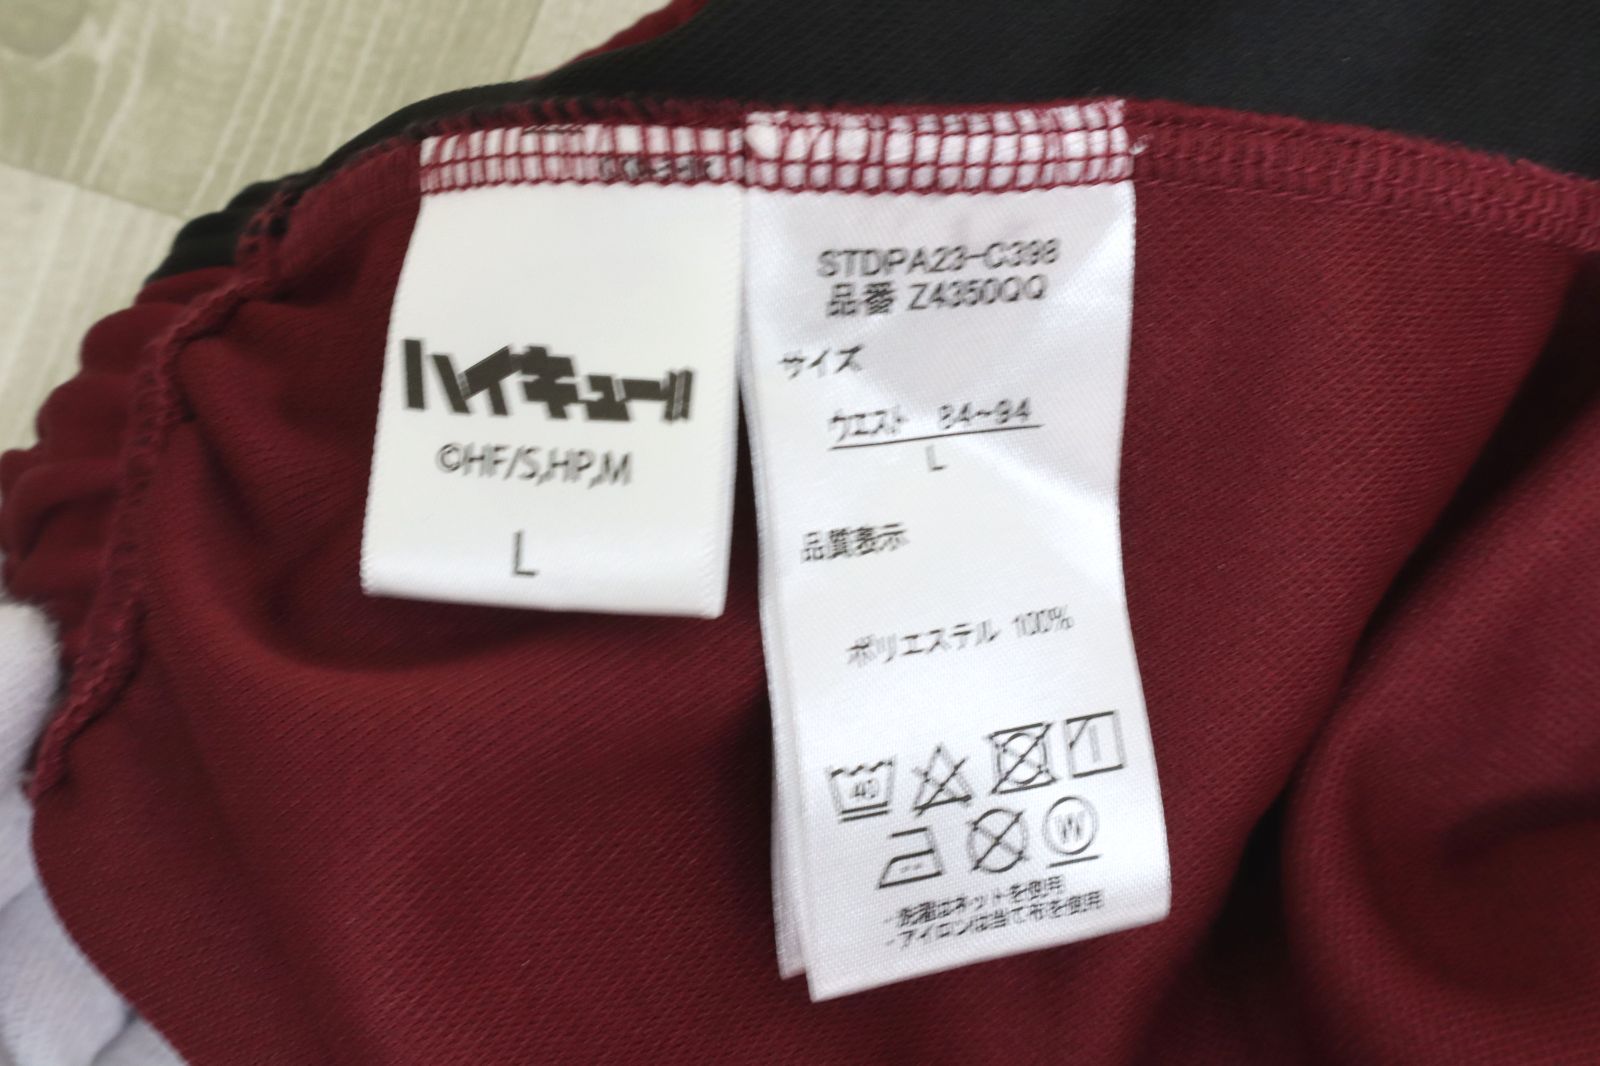 ハイキュー!!
©HF/S,HP,M
L
STDPA23-C398
品番 Z4350QQ
サイズ
ウエスト 84~94
L
品質表示
ポリエステル 100%
40
W
・洗濯はネットを使用
・アイロンは当て布を使用